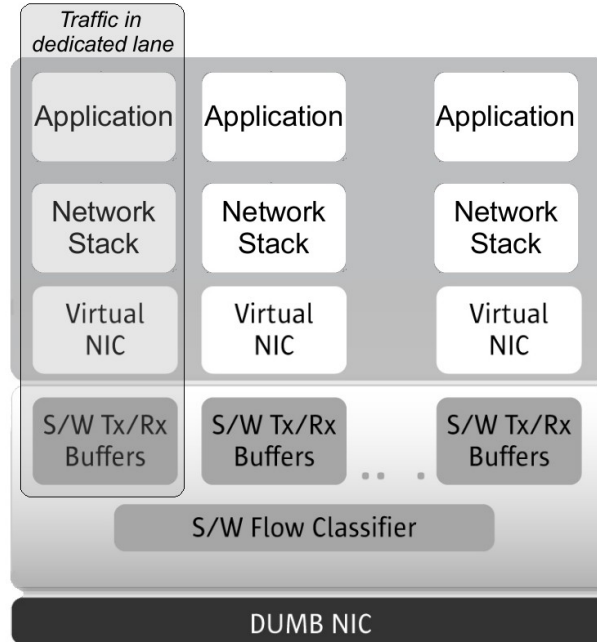 Traffic in
dedicated lane
Application Application Application
Network Network Network
Stack Stack Stack
Virtual Virtual Virtual
NIC NIC NIC
S/W Tx/Rx S/W Tx/Rx S/W Tx/Rx
Buffers Buffers .. . Buffers
S/W Flow Classifier
DUMB NIC